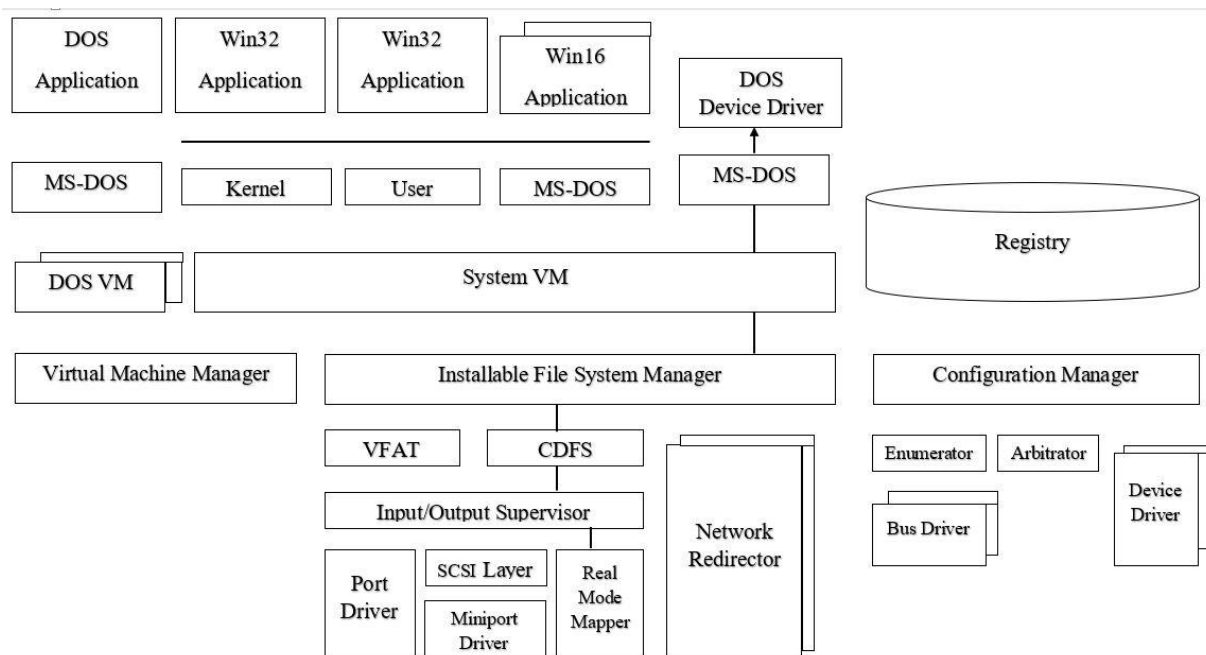 DOS
Application
Win32
Application
Win32
Application
Win16
Application
DOS
Device Driver
MS-DOS
Kernel
User
MS-DOS
MS-DOS
Registry
DOS VM
System VM
Virtual Machine Manager
Installable File System Manager
Configuration Manager
VFAT
CDFS
Enumerator
Arbitrator
Device
Driver
Input/Output Supervisor
Network
Redirector
Bus Driver
Port
Driver
SCSI Layer
Miniport
Driver
Real
Mode
Mapper